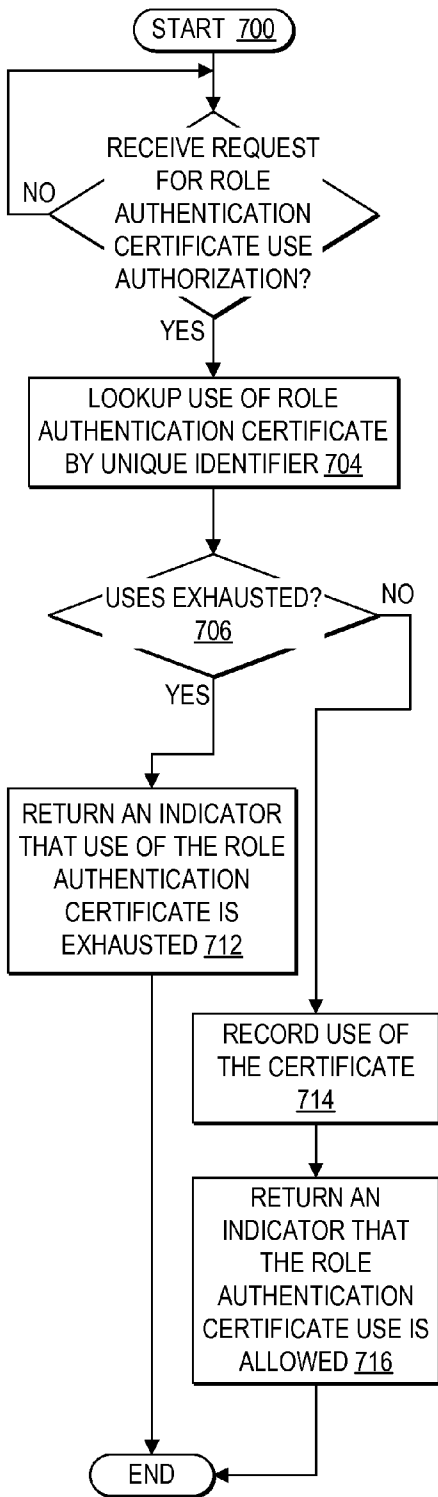 START 700
RECEIVE REQUEST
FOR ROLE
AUTHENTICATION
CERTIFICATE USE
AUTHORIZATION?
NO
YES
LOOKUP USE OF ROLE
AUTHENTICATION CERTIFICATE
BY UNIQUE IDENTIFIER 704
USES EXHAUSTED?
706
NO
YES
RETURN AN INDICATOR
THAT USE OF THE ROLE
AUTHENTICATION
CERTIFICATE IS
EXHAUSTED 712
RECORD USE OF
THE CERTIFICATE
714
RETURN AN
INDICATOR THAT
THE ROLE
AUTHENTICATION
CERTIFICATE USE IS
ALLOWED 716
END